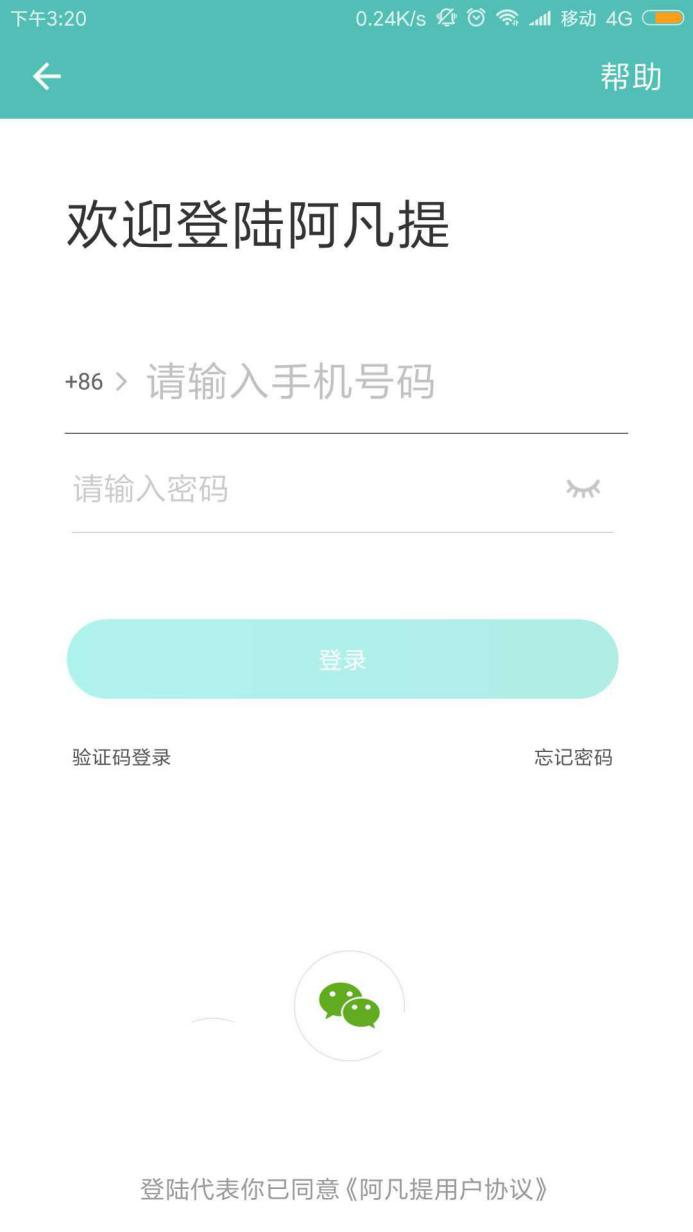 下午3:20 0.24K/s 移动 4G
帮助
欢迎登陆阿凡提
+86 请输入手机号码
请输入密码
登录
验证码登录 忘记密码
登陆代表你已同意《阿凡提用户协议》